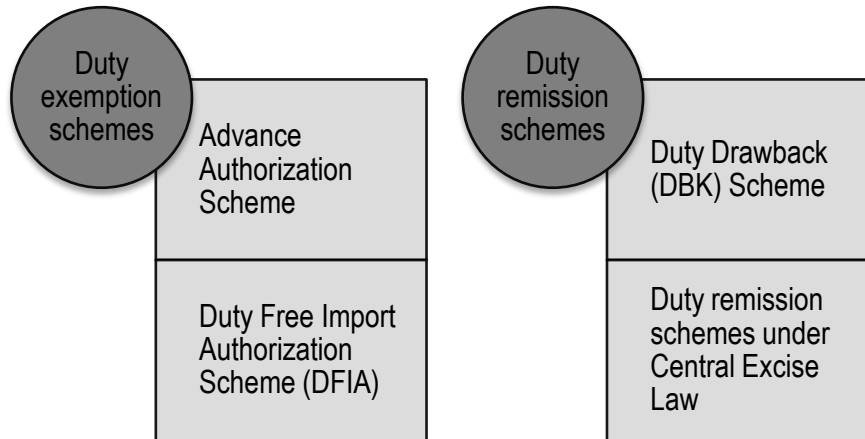 Duty
exemption
schemes
Advance
Authorization
Scheme
Duty Free Import
Authorization
Scheme (DFIA)
Duty
remission
schemes
Duty Drawback
(DBK) Scheme
Duty remission
schemes under
Central Excise
Law